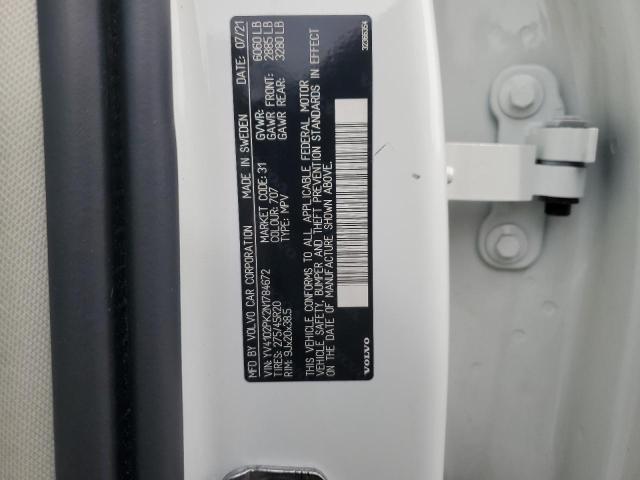 MFD BY VOLVO CAR CORPORATION MADE IN SWEDEN DATE: 07/21
VIN: YV4102PK2N1784672 MARKET CODE: 31 GVWR: 6060 LB
TIRES: 275/45R20 COLOUR: 707 GAWR FRONT: 2885 LB
RIM: 9Jx20x38.5 TYPE: MPV GAWR REAR: 3280 LB
THIS VEHICLE CONFORMS TO ALL APPLICABLE FEDERAL MOTOR
VEHICLE SAFETY, BUMPER AND THEFT PREVENTION STANDARDS IN EFFECT
ON THE DATE OF MANUFACTURE SHOWN ABOVE.
VOLVO 32366354